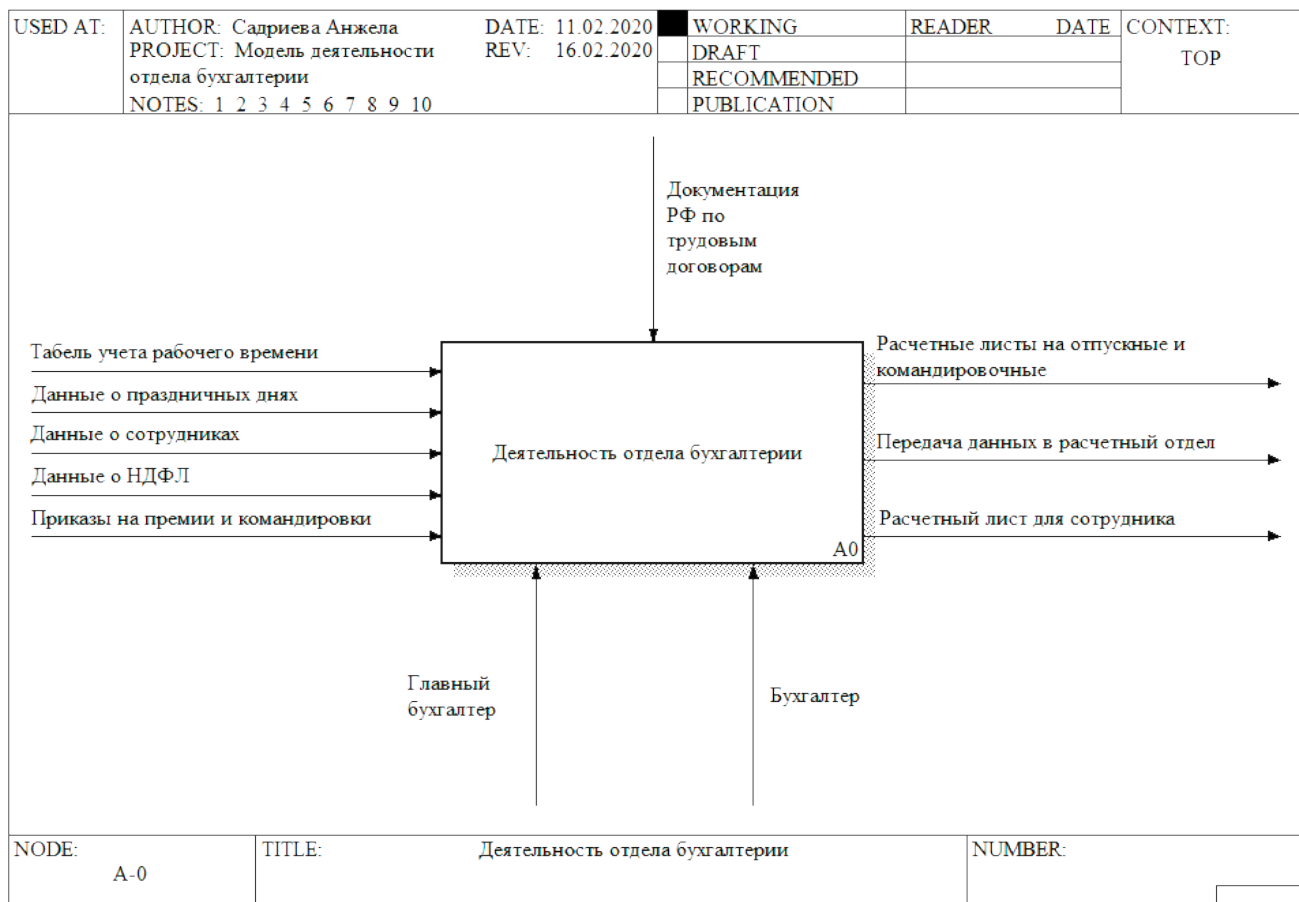 USED AT:
AUTHOR: Садриева Анжела
DATE: 11.02.2020
PROJECT: Модель деятельности
REV: 16.02.2020
отдела бухгалтерии
NOTES: 1 2 3 4 5 6 7 8 9 10
WORKING
DRAFT
RECOMMENDED
PUBLICATION
READER
DATE
CONTEXT:
TOP
Документация
РФ по
трудовым
договорам
Табель учета рабочего времени
Данные о праздничных днях
Данные о сотрудниках
Данные о НДФЛ
Приказы на премии и командировки
Деятельность отдела бухгалтерии
A0
Расчетные листы на отпускные и
командировочные
Передача данных в расчетный отдел
Расчетный лист для сотрудника
Главный
бухгалтер
Бухгалтер
NODE:
A-0
TITLE:
Деятельность отдела бухгалтерии
NUMBER: